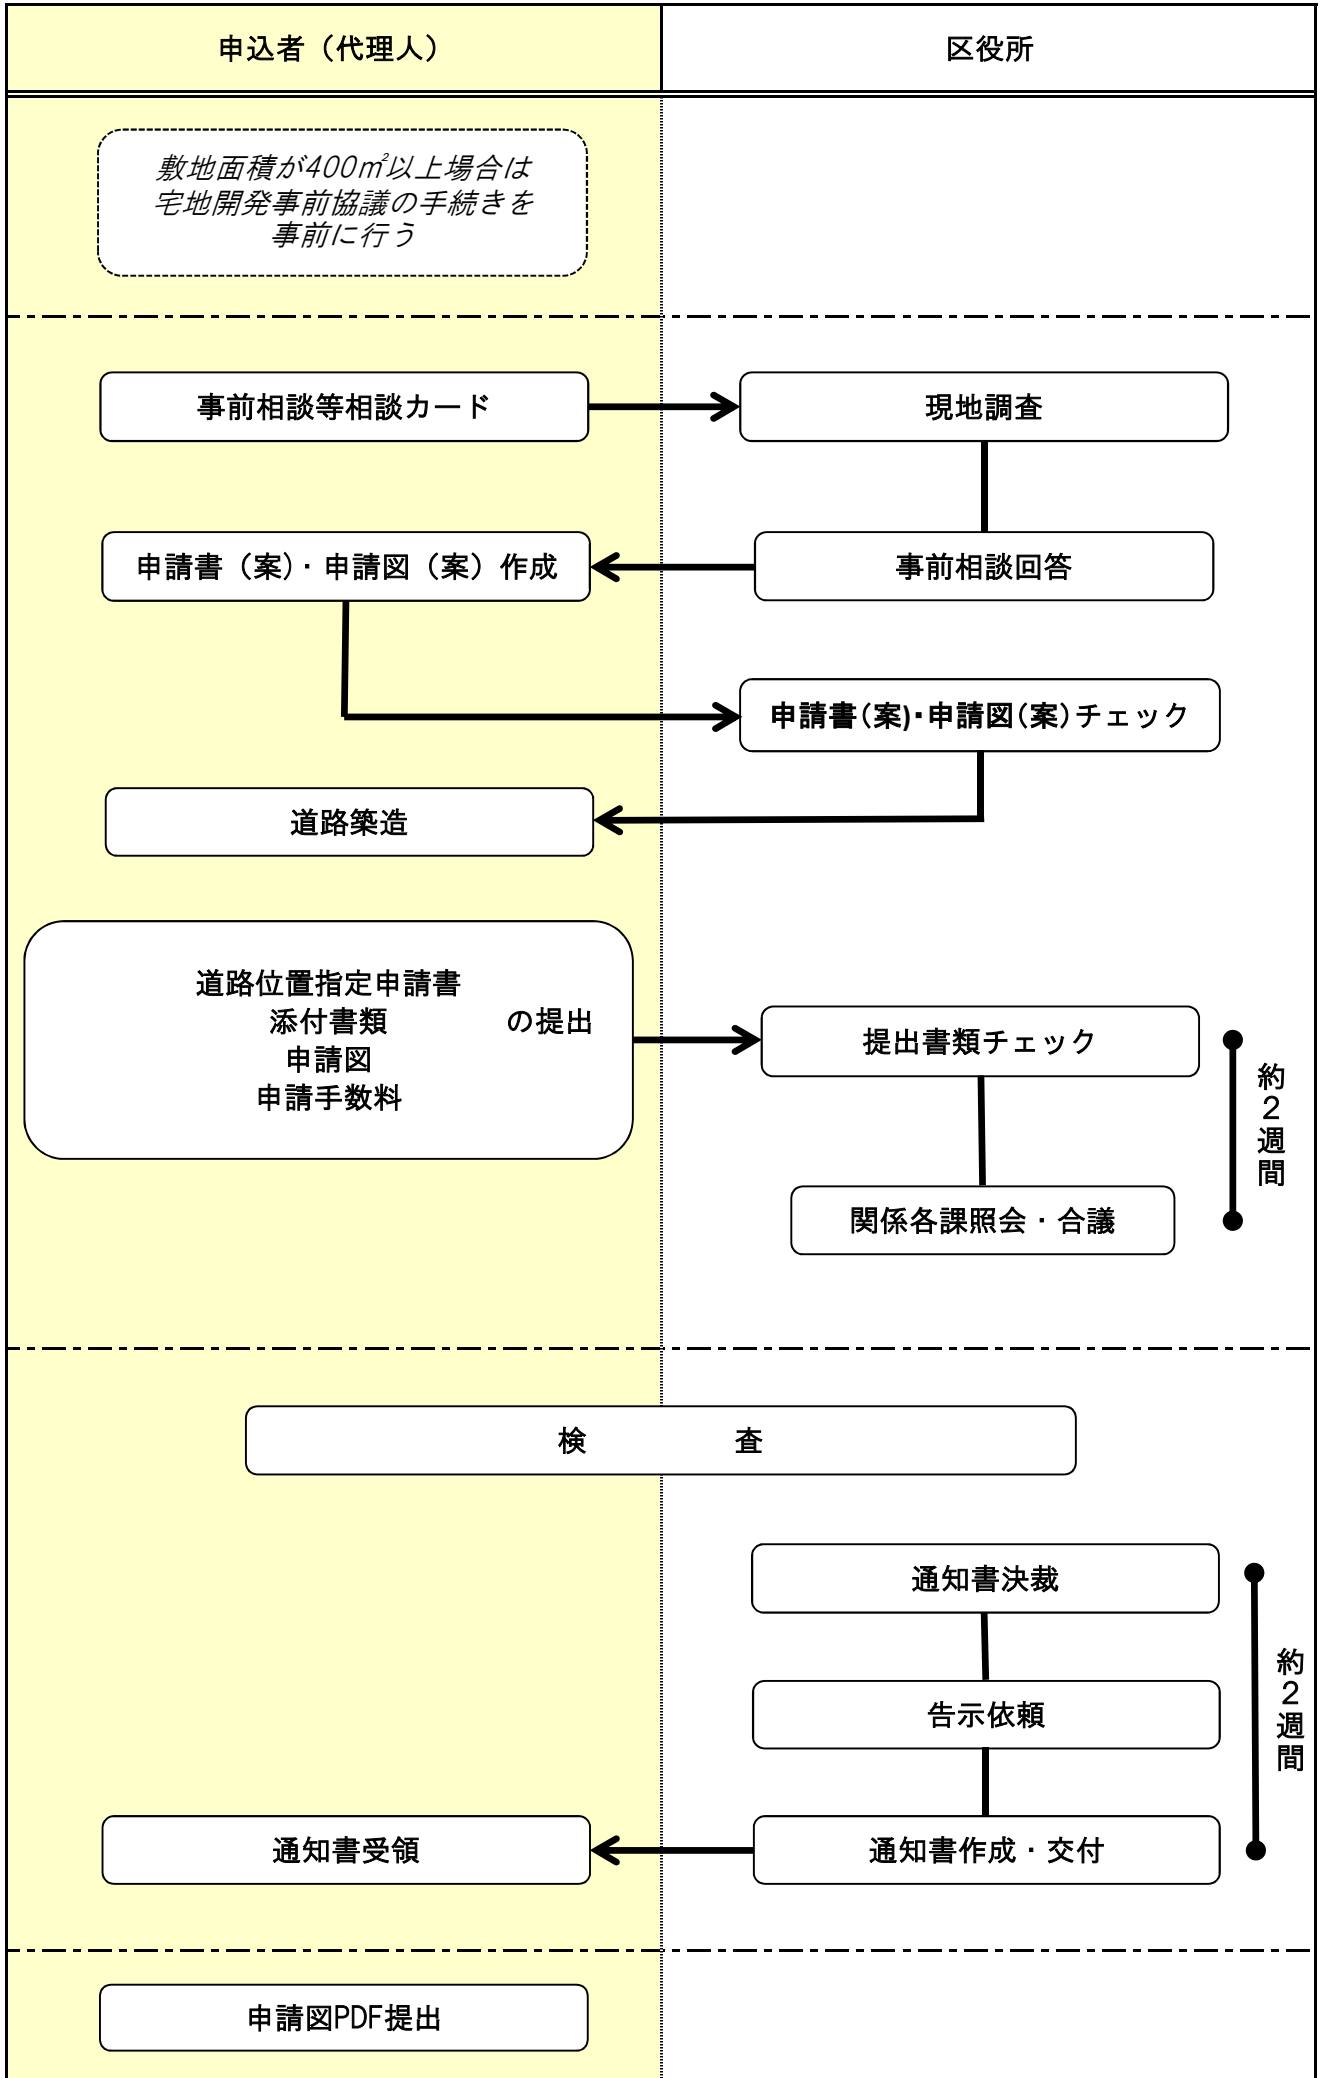 申込者（代理人）
区役所
敷地面積が400㎡以上場合は
宅地開発事前協議の手続きを
事前に行う
事前相談等相談カード
現地調査
申請書（案）・申請図（案）作成
事前相談回答
申請書（案）・申請図（案）チェック
道路築造
道路位置指定申請書
添付書類
申請図
申請手数料
の提出
提出書類チェック
約2週間
関係各課照会・合議
検　　　　　査
通知書決裁
告示依頼
約2週間
通知書受領
通知書作成・交付
申請図PDF提出